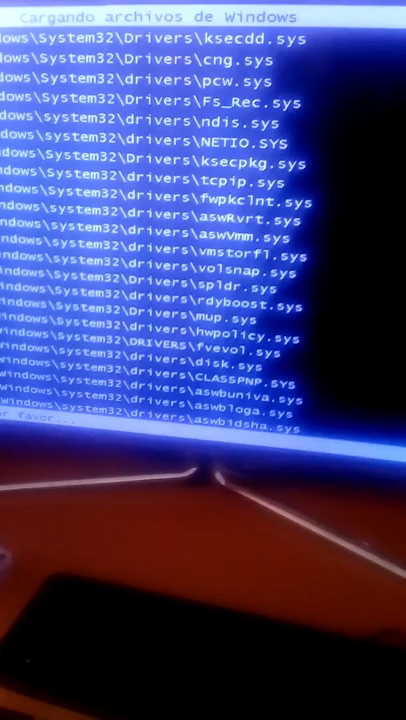 Cargando archivos de Windows
dows\System32\Drivers\ksecdd.sys
dows\System32\Drivers\cng.sys
dows\System32\drivers\pcw.sys
dows\System32\Drivers\Fs_Rec.sys
dows\system32\drivers\ndis.sys
ndows\system32\drivers\NETIO.SYS
ndows\System32\Drivers\ksecpkg.sys
ndows\System32\drivers\tcpip.sys
ndows\System32\drivers\fwpkclnt.sys
ndows\system32\drivers\aswRvrt.sys
indows\system32\drivers\aswVmm.sys
indows\system32\drivers\vmstorfl.sys
indows\system32\drivers\volsnap.sys
indows\System32\drivers\spldr.sys
indows\System32\drivers\rdyboost.sys
indows\System32\Drivers\mup.sys
indows\System32\drivers\hwpolicy.sys
Windows\System32\DRIVERS\fvevol.sys
Windows\system32\drivers\disk.sys
Windows\system32\drivers\CLASSPNP.SYS
Windows\system32\drivers\aswbuniva.sys
Windows\system32\drivers\aswbloga.sys
Windows\system32\drivers\aswbidsha.sys
or favor...